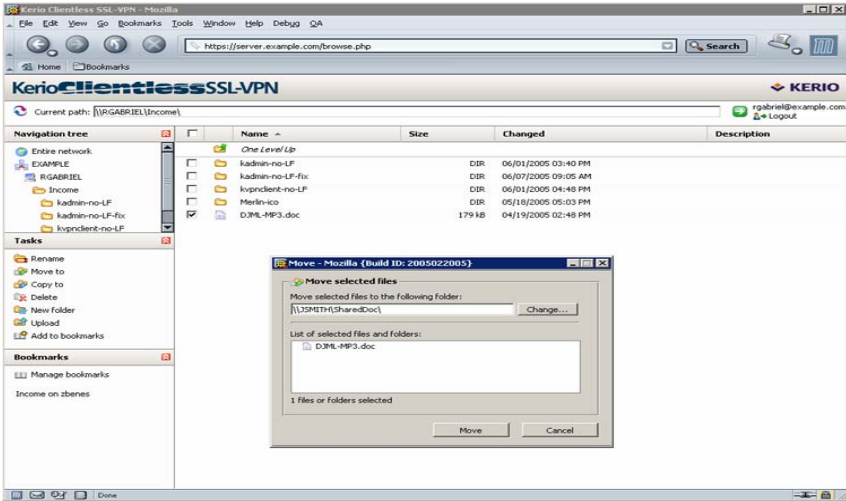 Kerio Clientless SSL-VPN - Mozilla
File Edit View Go Bookmarks Tools Window Help Debug QA
https://server.example.com/browse.php
Search
Home Bookmarks
KerioClientlessSSL-VPN
KERIO
Current path: \\RGABRIEL\Income\
rgabriel@example.com
Logout
Navigation tree
Name Size Changed Description
Entire network
EXAMPLE
RGABRIEL
Income
kadmin-no-LF
kadmin-no-LF-fix
kvpnclient-no-LF
One Level Up
kadmin-no-LF DIR 06/01/2005 03:40 PM
kadmin-no-LF-fix DIR 06/07/2005 09:05 AM
kvpnclient-no-LF DIR 06/01/2005 04:48 PM
Merlin-ico DIR 05/18/2005 05:03 PM
DJML-MP3.doc 179 kB 04/19/2005 02:48 PM
Tasks
Rename
Move to
Copy to
Delete
New folder
Upload
Add to bookmarks
Bookmarks
Manage bookmarks
Income on zbenes
Move - Mozilla {Build ID: 2005022005}
Move selected files
Move selected files to the following folder:
\\JSMITH\SharedDoc\
Change...
List of selected files and folders:
DJML-MP3.doc
1 files or folders selected
Move Cancel
Done